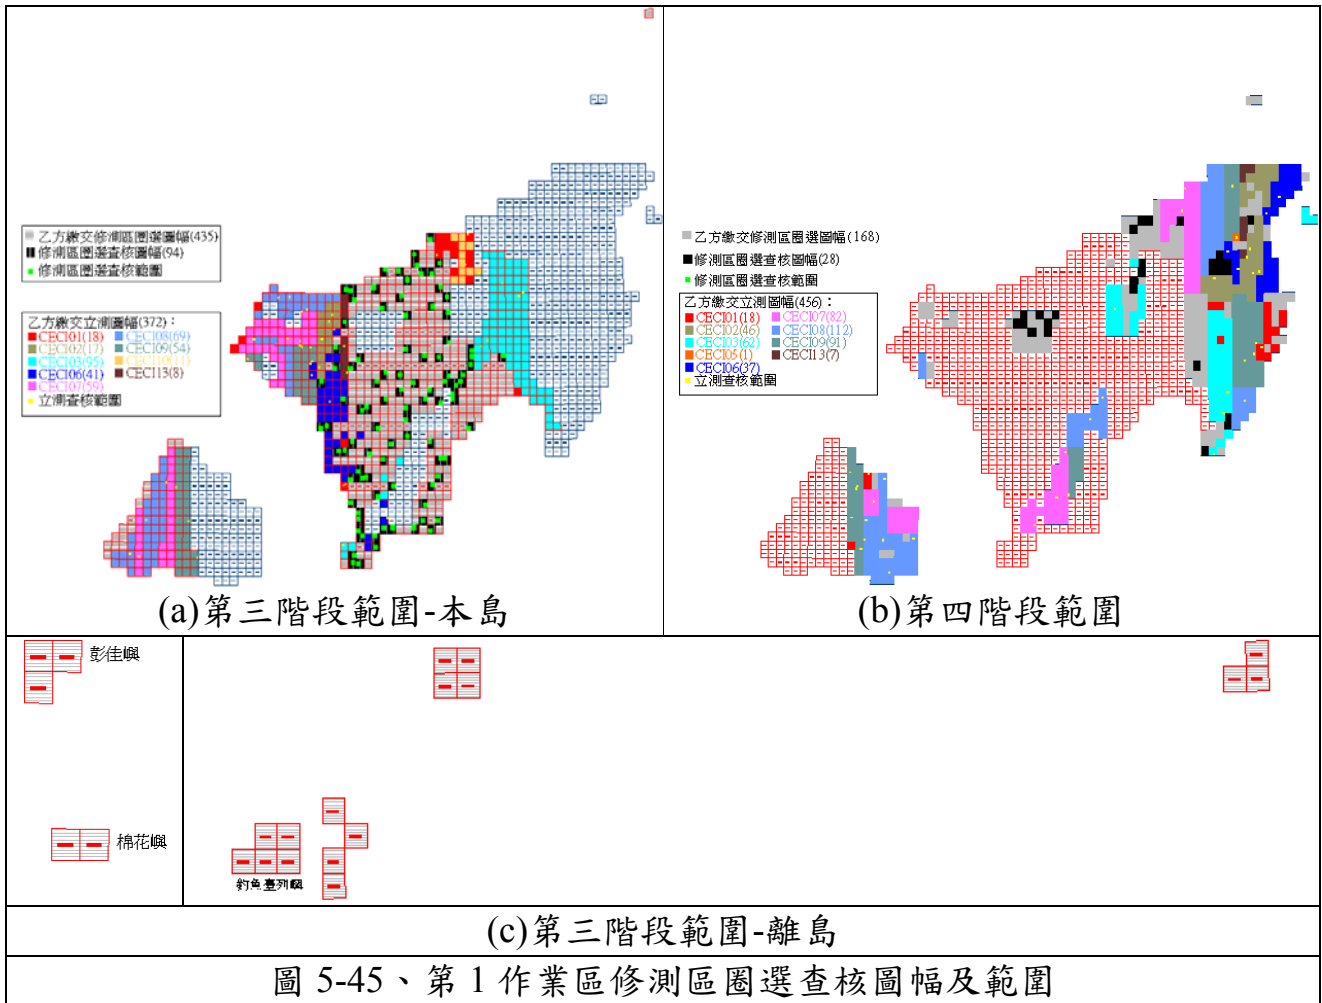 乙方繳交修測區圈選圖幅(435)
修測區圈選查核圖幅(94)
修測區圈選查核範圍
乙方繳交立測圖幅(372)：
CECI01(18) CECI08(69)
CECI02(17) CECI09(54)
CECI03(95) CECI10(11)
CECI06(41) CECI13(8)
CECI07(59)
立測查核範圍
(a)第三階段範圍-本島
乙方繳交修測區圈選圖幅(168)
修測區圈選查核圖幅(28)
修測區圈選查核範圍
乙方繳交立測圖幅(456)：
CECI01(18) CECI07(82)
CECI02(46) CECI08(112)
CECI03(62) CECI09(91)
CECI05(1) CECI13(7)
CECI06(37)
立測查核範圍
(b)第四階段範圍
彭佳嶼
棉花嶼
釣魚臺列嶼
(c)第三階段範圍-離島
圖 5-45、第 1 作業區修測區圈選查核圖幅及範圍